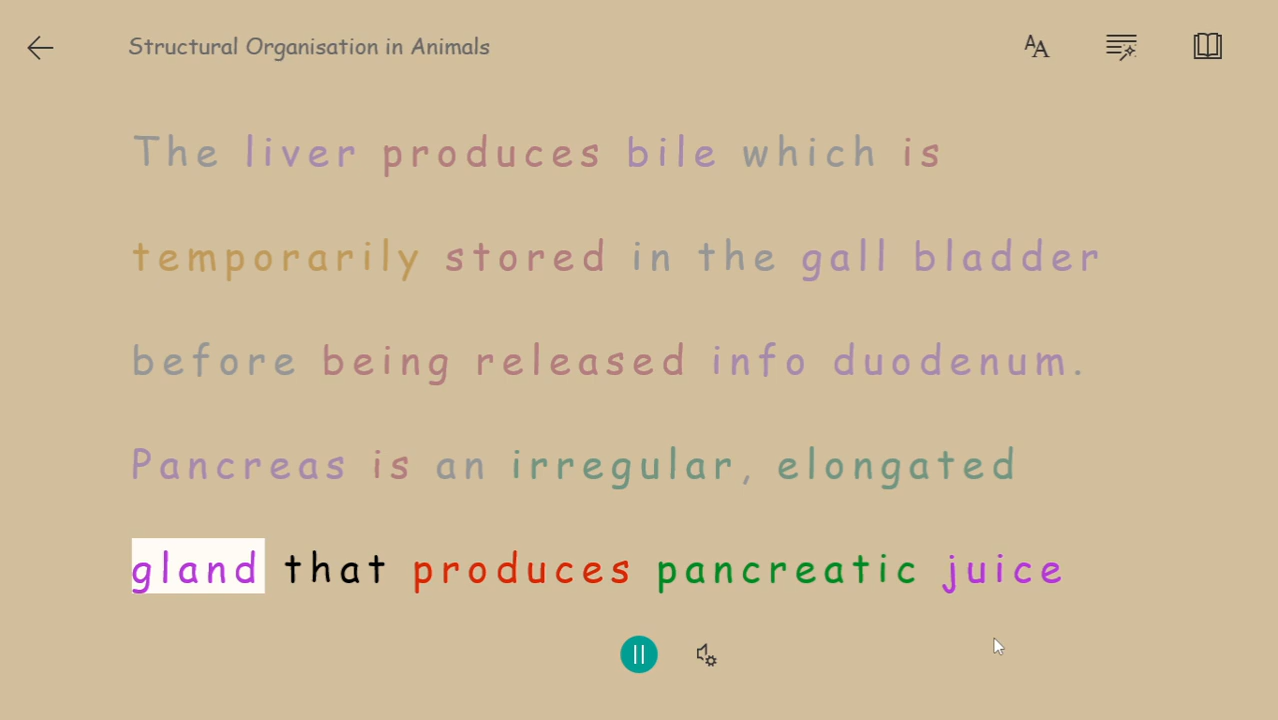 Structural Organisation in Animals
The liver produces bile which is
temporarily stored in the gall bladder
before being released info duodenum.
Pancreas is an irregular, elongated
gland that produces pancreatic juice